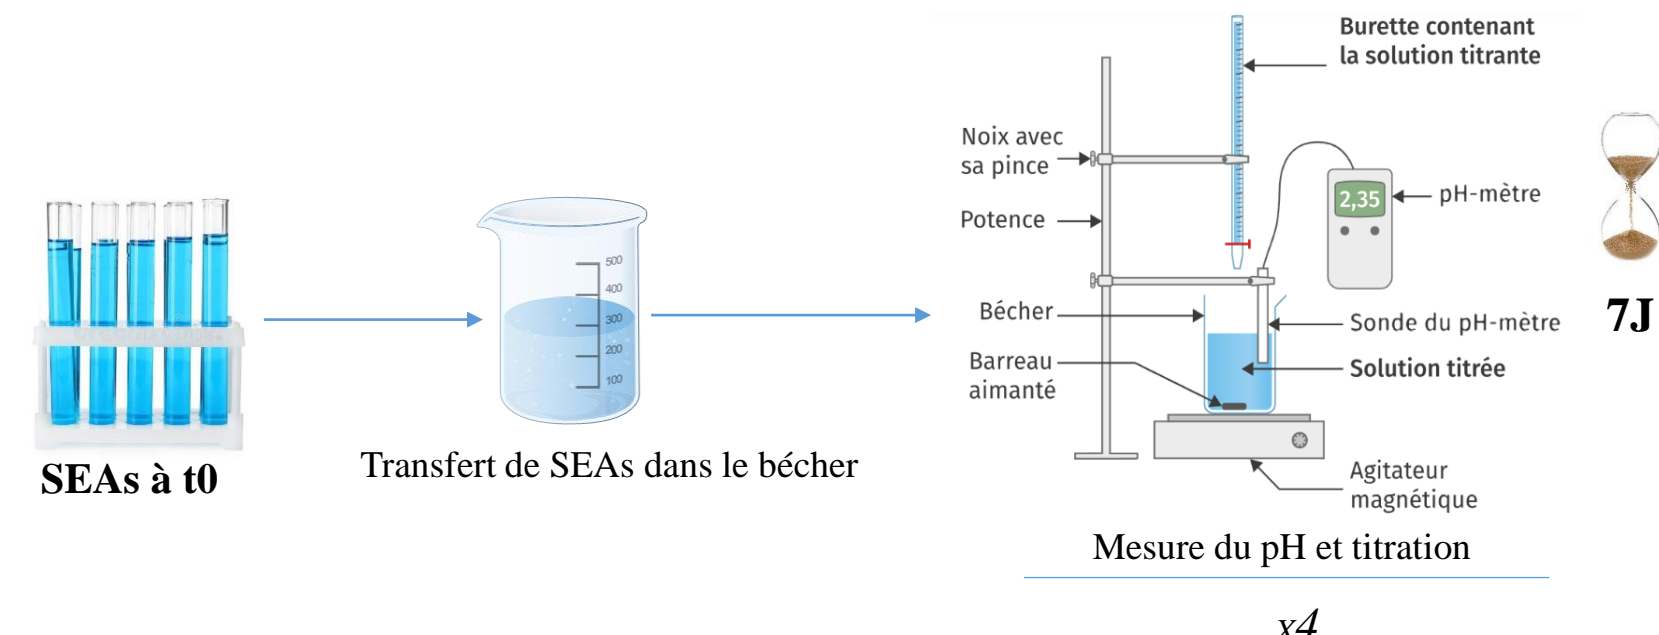 SEAs à t0
500
400
300
200
100
Transfert de SEAs dans le bécher
Burette contenant
la solution titrante
Noix avec
sa pince
Potence
2,35
pH-mètre
Bécher
Sonde du pH-mètre
Barreau
aimanté
Solution titrée
Agitateur
magnétique
Mesure du pH et titration
x4
7J